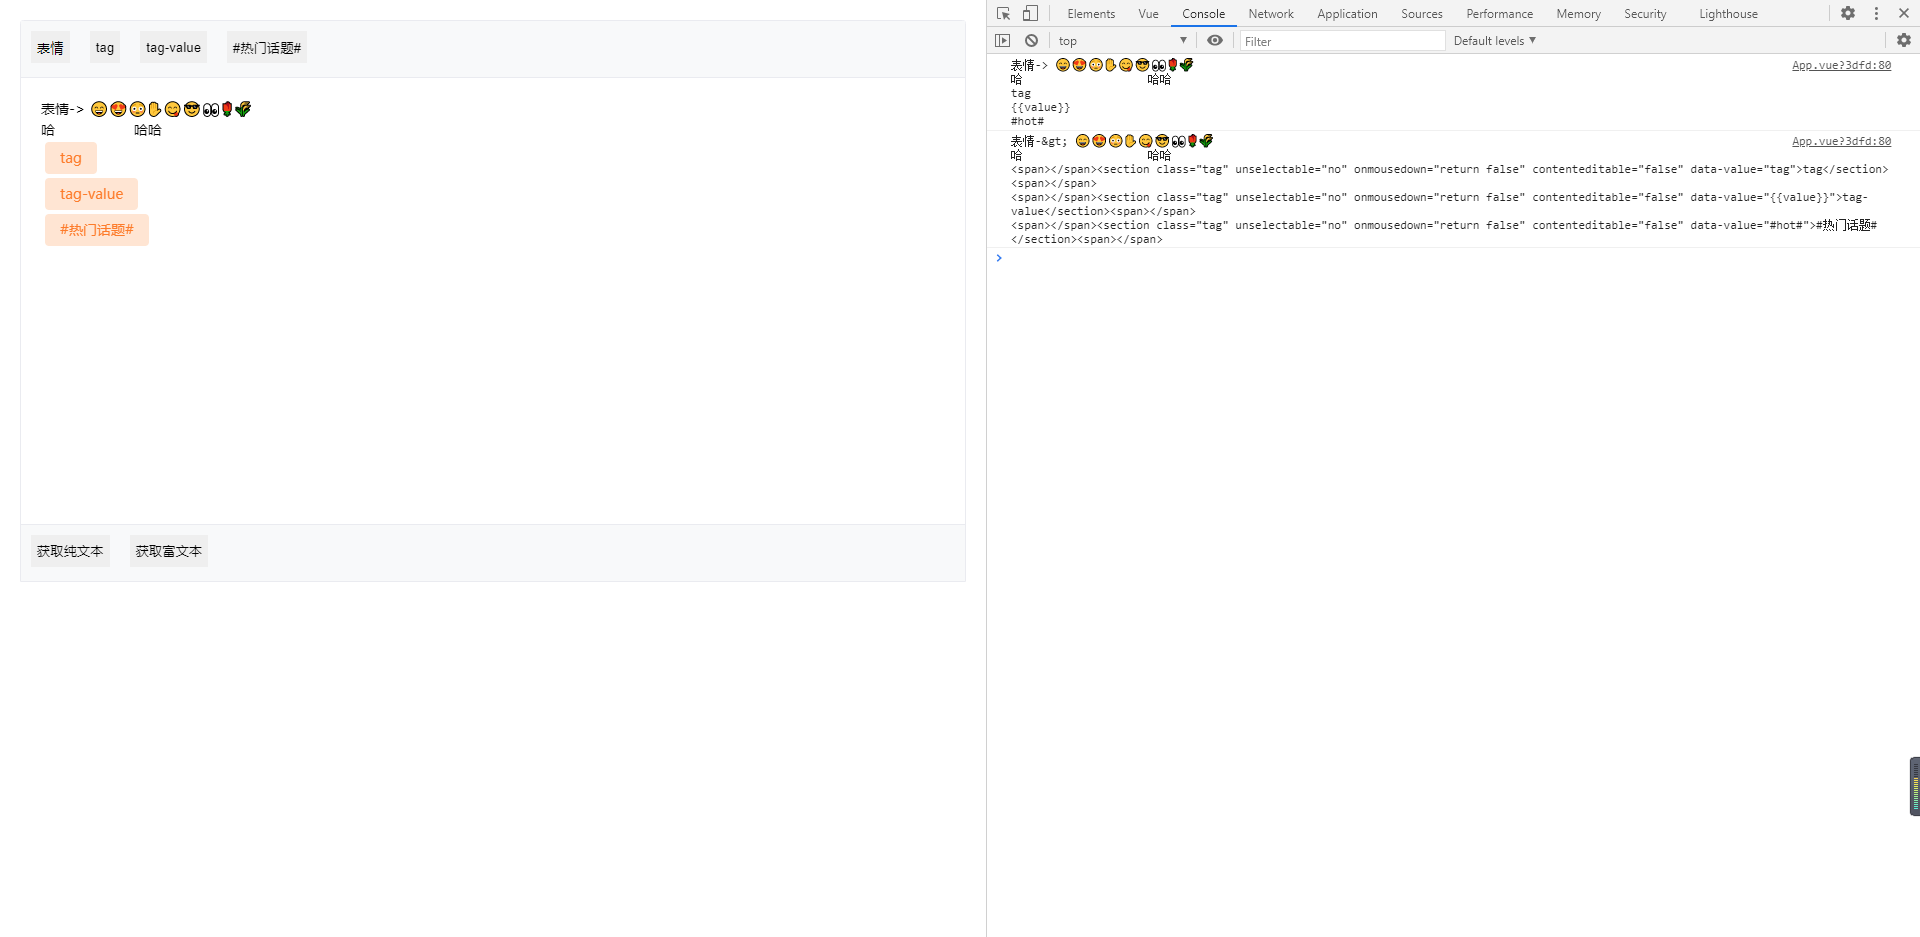 表情 tag tag-value #热门话题#
表情-> 😄😍😳✋😋😎👀🌹🌾
哈 哈哈
tag
tag-value
#热门话题#
获取纯文本 获取富文本
Elements Vue Console Network Application Sources Performance Memory Security Lighthouse
top Filter Default levels
表情-> 😄😍😳✋😋😎👀🌹🌾 App.vue?3dfd:80
哈 哈哈
tag
{{value}}
#hot#
表情-&gt; 😄😍😳✋😋😎👀🌹🌾 App.vue?3dfd:80
哈 哈哈
<span></span><section class="tag" unselectable="no" onmousedown="return false" contenteditable="false" data-value="tag">tag</section>
<span></span>
<span></span><section class="tag" unselectable="no" onmousedown="return false" contenteditable="false" data-value="{{value}}">tag-
value</section><span></span>
<span></span><section class="tag" unselectable="no" onmousedown="return false" contenteditable="false" data-value="#hot#">#热门话题#
</section><span></span>